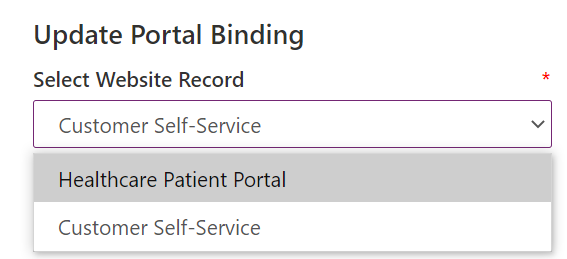 Update Portal Binding
Select Website Record *
Customer Self-Service
Healthcare Patient Portal
Customer Self-Service